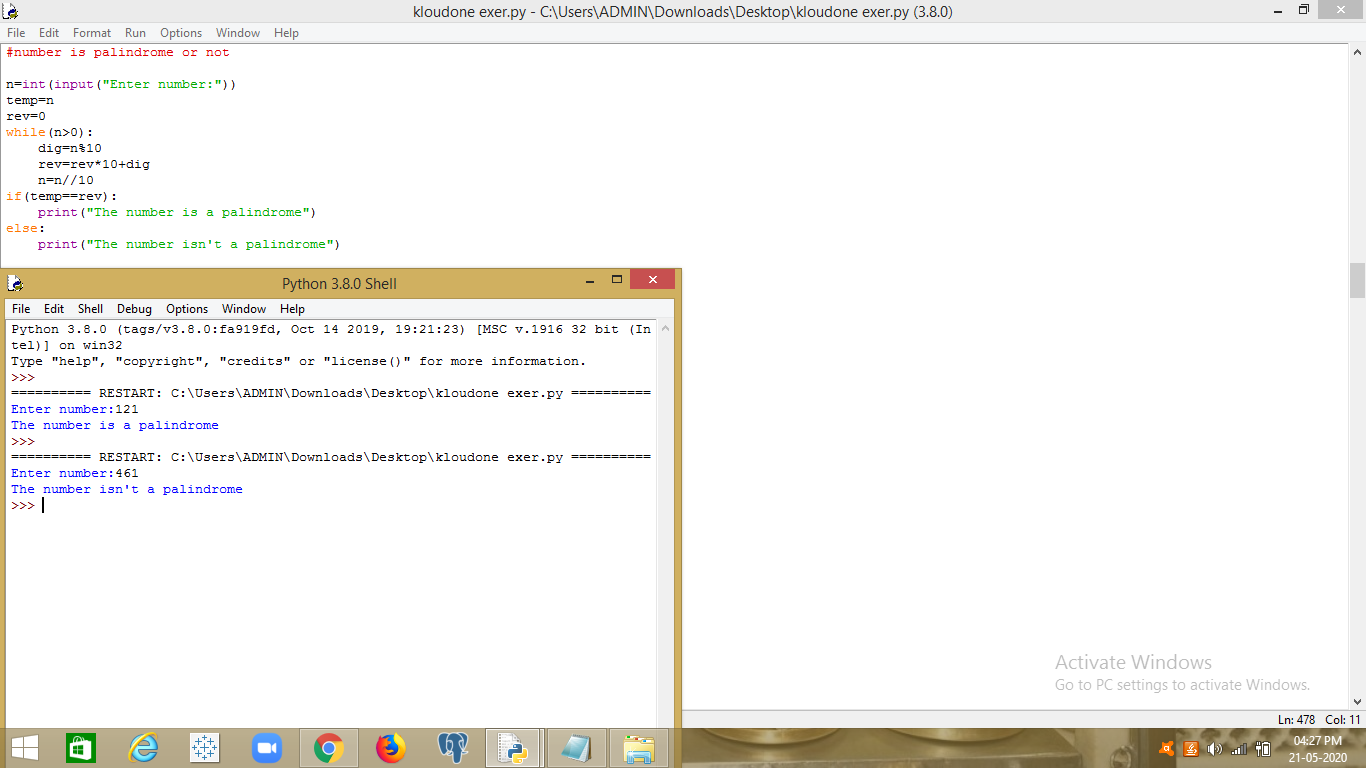 kloudone exer.py - C:\Users\ADMIN\Downloads\Desktop\kloudone exer.py (3.8.0)
File Edit Format Run Options Window Help
#number is palindrome or not
n=int(input("Enter number:"))
temp=n
rev=0
while(n>0):
    dig=n%10
    rev=rev*10+dig
    n=n//10
if(temp==rev):
    print("The number is a palindrome")
else:
    print("The number isn't a palindrome")
Python 3.8.0 Shell
File Edit Shell Debug Options Window Help
Python 3.8.0 (tags/v3.8.0:fa919fd, Oct 14 2019, 19:21:23) [MSC v.1916 32 bit (In
tel)] on win32
Type "help", "copyright", "credits" or "license()" for more information.
>>>
========== RESTART: C:\Users\ADMIN\Downloads\Desktop\kloudone exer.py ==========
Enter number:121
The number is a palindrome
>>>
========== RESTART: C:\Users\ADMIN\Downloads\Desktop\kloudone exer.py ==========
Enter number:461
The number isn't a palindrome
>>>
Activate Windows
Go to PC settings to activate Windows.
Ln: 478 Col: 11
04:27 PM
21-05-2020